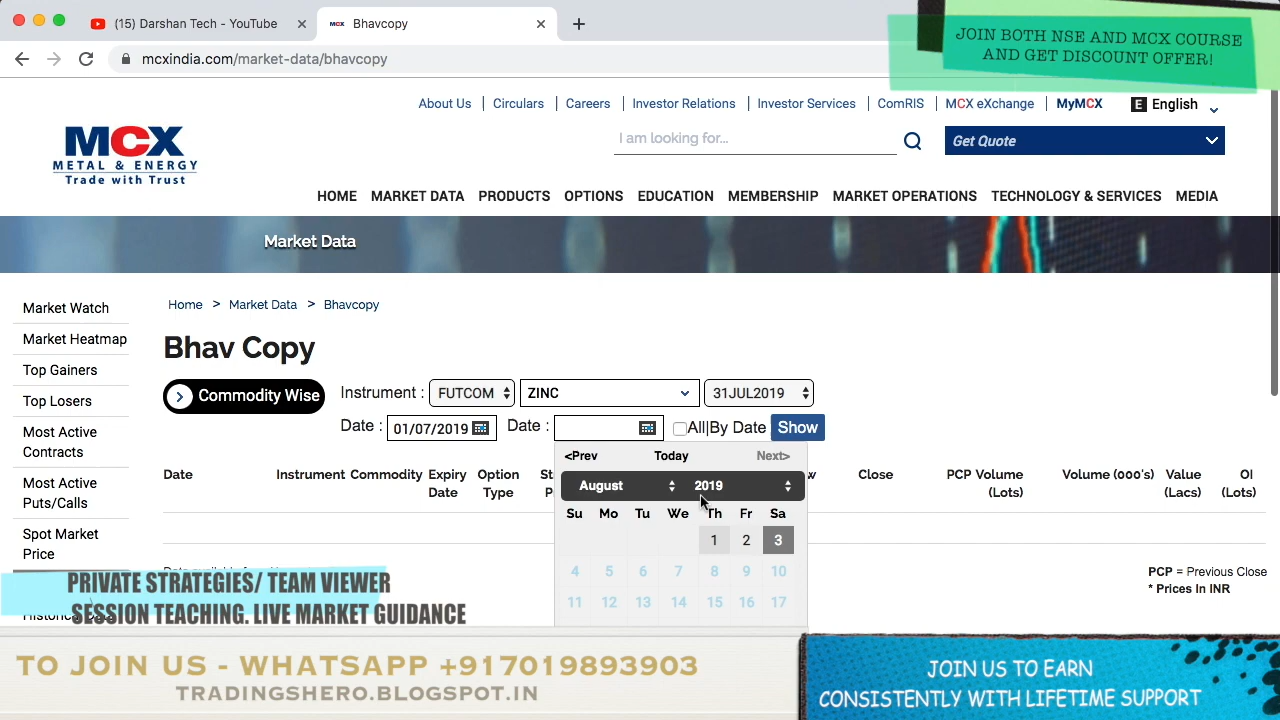 (15) Darshan Tech - YouTube
MCX Bhavcopy
mcxindia.com/market-data/bhavcopy
JOIN BOTH NSE AND MCX COURSE
AND GET DISCOUNT OFFER!
About Us | Circulars | Careers | Investor Relations | Investor Services | ComRIS | MCX eXchange | MyMCX E English
MCX
METAL & ENERGY
Trade with Trust
I am looking for...
Get Quote
HOME MARKET DATA PRODUCTS OPTIONS EDUCATION MEMBERSHIP MARKET OPERATIONS TECHNOLOGY & SERVICES MEDIA
Market Data
Market Watch
Market Heatmap
Top Gainers
Top Losers
Most Active
Contracts
Most Active
Puts/Calls
Spot Market
Price
Home > Market Data > Bhavcopy
Bhav Copy
Commodity Wise Instrument : FUTCOM ZINC 31JUL2019
Date : 01/07/2019 Date : All|By Date Show
Date Instrument Commodity Expiry Option Close PCP Volume Volume (000's) Value OI
Date Type (Lots) (Lacs) (Lots)
<Prev Today Next>
August 2019
Su Mo Tu We Th Fr Sa
1 2 3
4 5 6 7 8 9 10
11 12 13 14 15 16 17
PCP = Previous Close
* Prices In INR
PRIVATE STRATEGIES/ TEAM VIEWER
SESSION TEACHING. LIVE MARKET GUIDANCE
TO JOIN US - WHATSAPP +917019893903
TRADINGSHERO.BLOGSPOT.IN
JOIN US TO EARN
CONSISTENTLY WITH LIFETIME SUPPORT